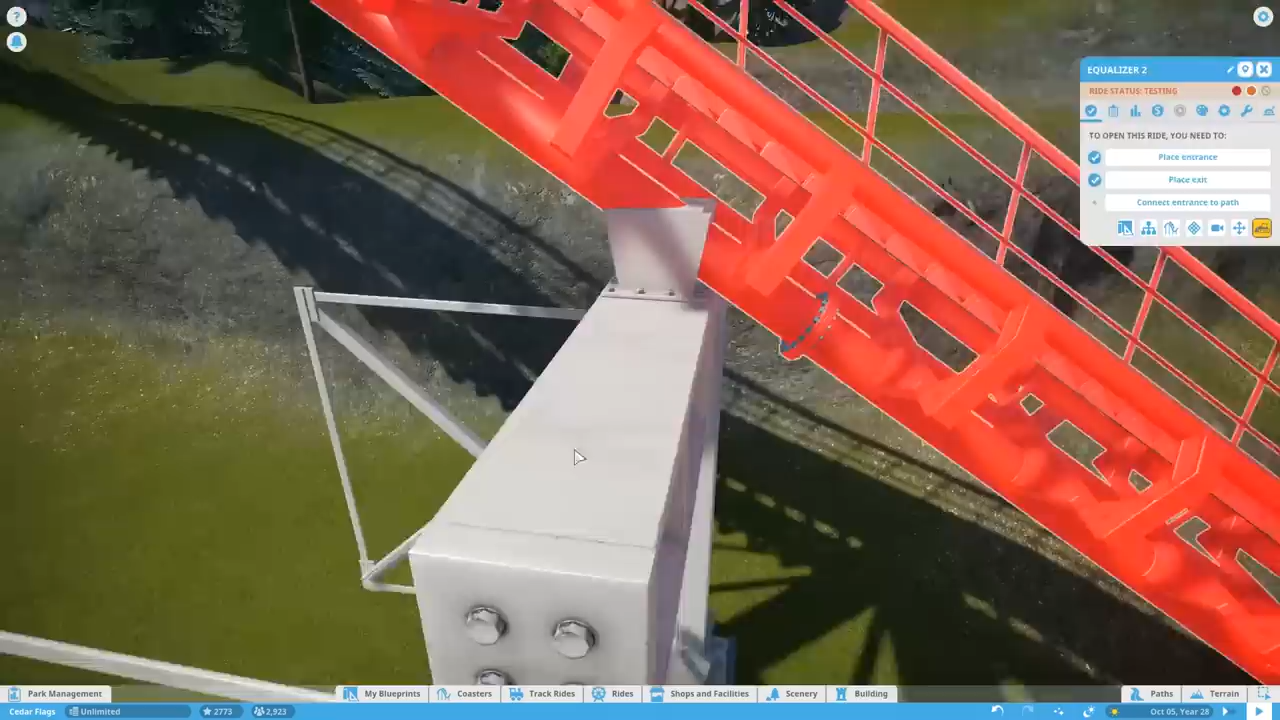 ?
EQUALIZER 2
RIDE STATUS: TESTING
TO OPEN THIS RIDE, YOU NEED TO:
Place entrance
Place exit
Connect entrance to path
Park Management
My Blueprints
Coasters
Track Rides
Rides
Shops and Facilities
Scenery
Building
Paths
Terrain
Cedar Flags
Unlimited
2773
2,923
Oct 05, Year 28